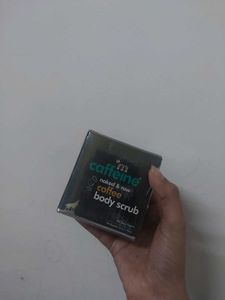 m
caffeine
naked & raw
coffee
body scrub